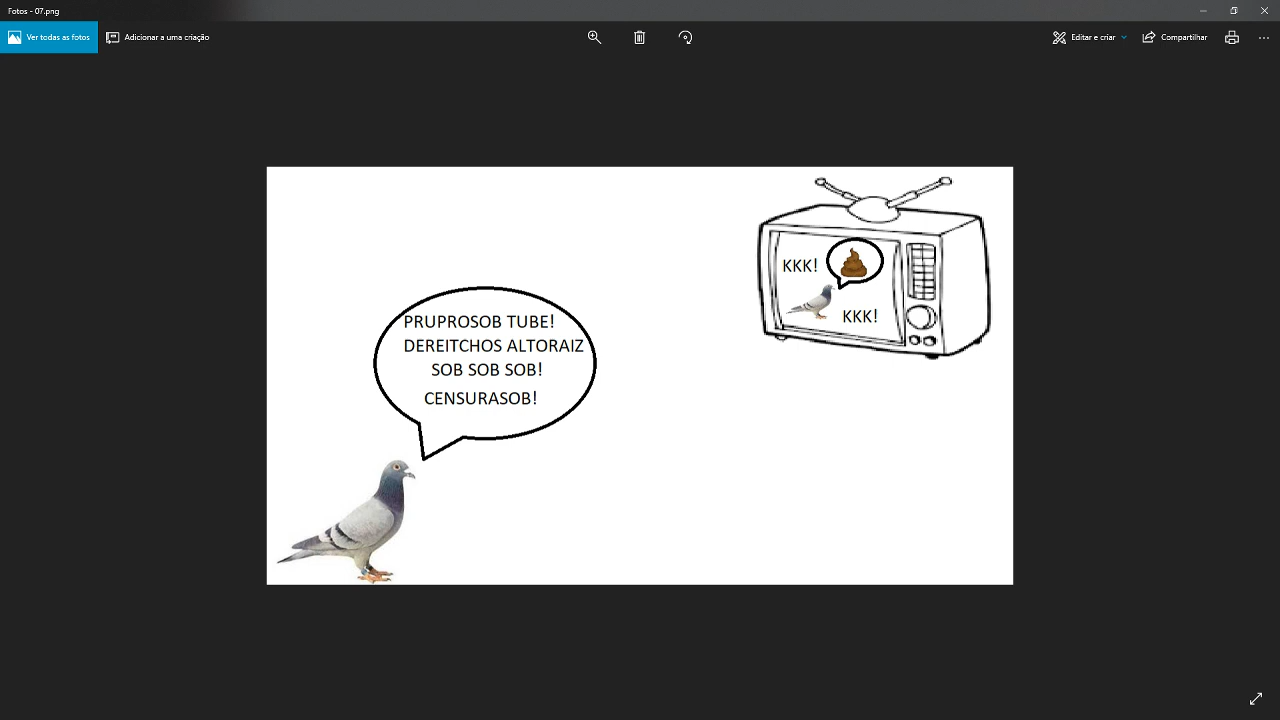 Fotos - 07.png
Ver todas as fotos
Adicionar a uma criação
Editar e criar
Compartilhar
KKK!
KKK!
PRUPROSOB TUBE!
DEREITCHOS ALTORAIZ
SOB SOB SOB!
CENSURASOB!